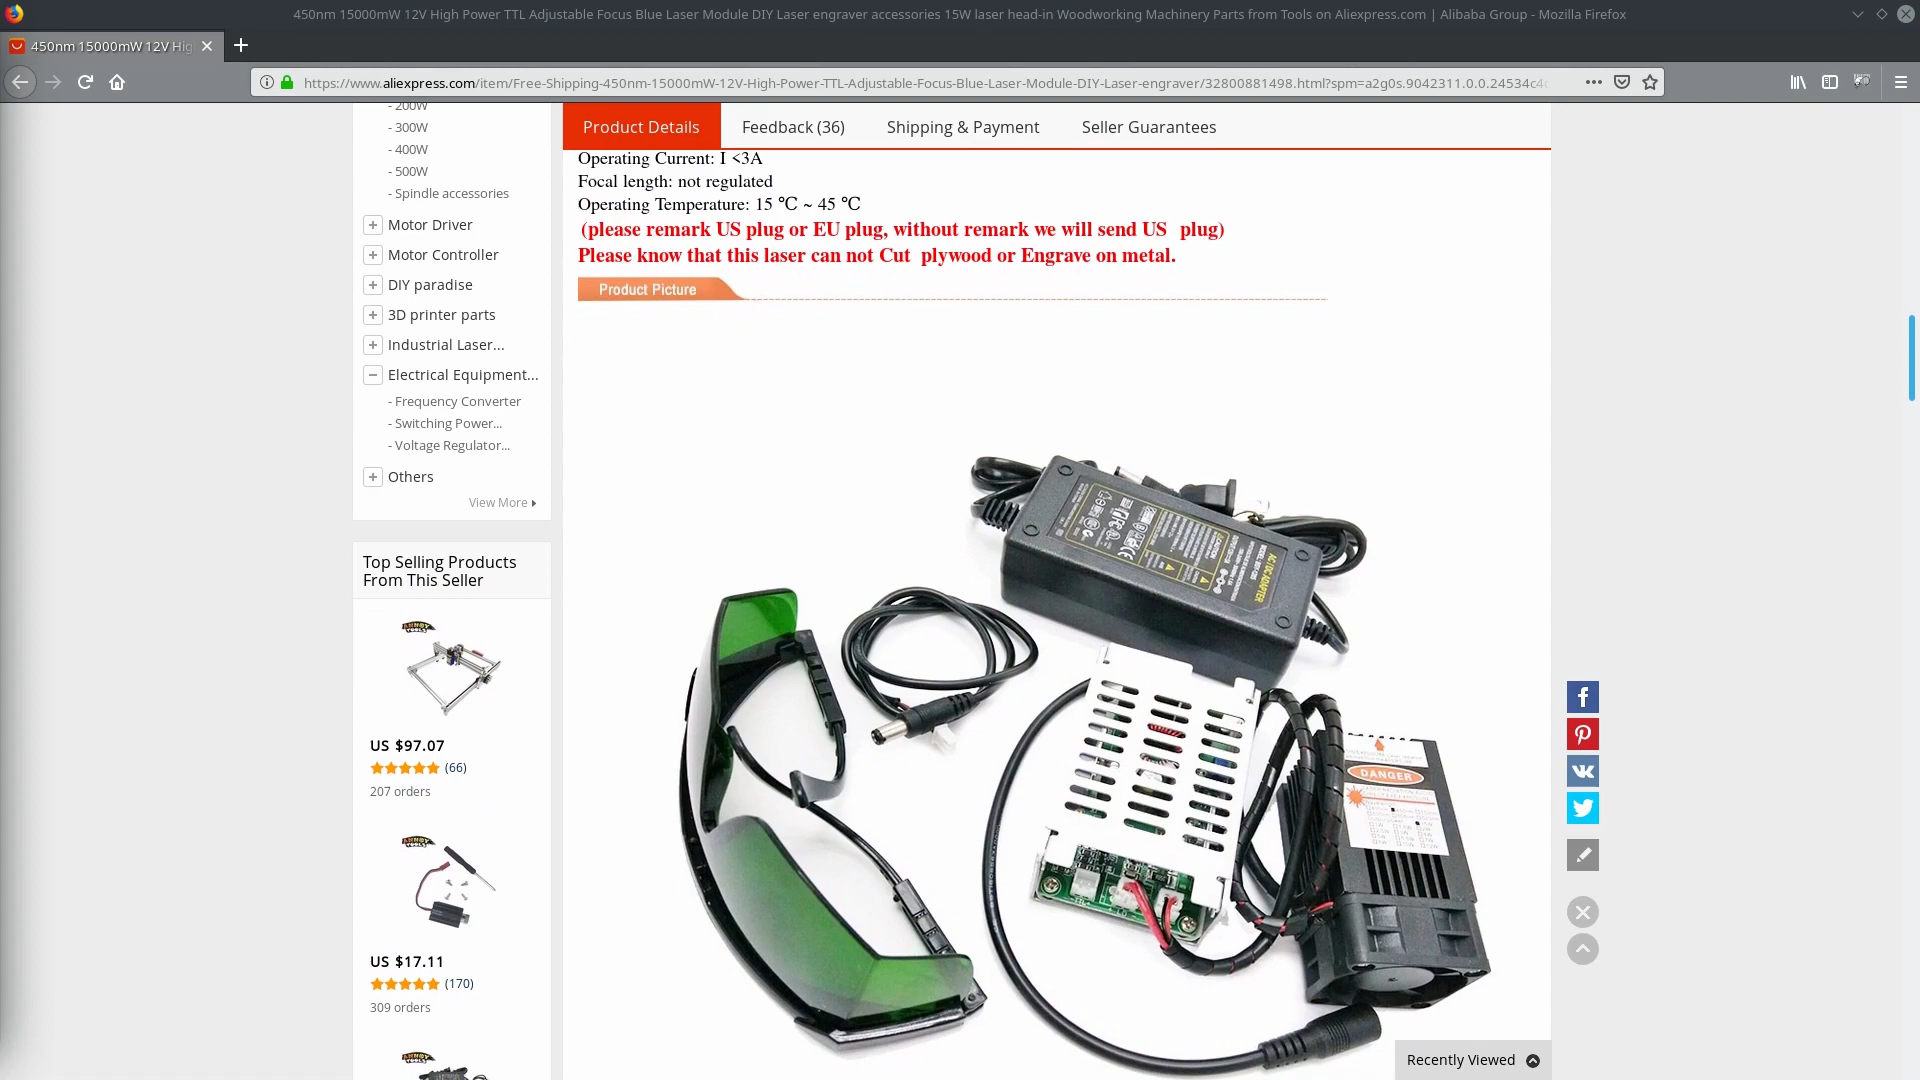 450nm 15000mW 12V High Power TTL Adjustable Focus Blue Laser Module DIY Laser engraver accessories 15W laser head-in Woodworking Machinery Parts from Tools on Aliexpress.com | Alibaba Group - Mozilla Firefox
450nm 15000mW 12V Hig
https://www.aliexpress.com/item/Free-Shipping-450nm-15000mW-12V-High-Power-TTL-Adjustable-Focus-Blue-Laser-Module-DIY-Laser-engraver/32800881498.html?spm=a2g0s.9042311.0.0.24534c4
- 200W
- 300W
- 400W
- 500W
- Spindle accessories
Motor Driver
Motor Controller
DIY paradise
3D printer parts
Industrial Laser...
Electrical Equipment...
- Frequency Converter
- Switching Power...
- Voltage Regulator...
Others
View More
Top Selling Products
From This Seller
TOOLS
US $97.07
(66)
207 orders
TOOLS
US $17.11
(170)
309 orders
TOOLS
Product Details
Feedback (36)
Shipping & Payment
Seller Guarantees
Operating Current: I <3A
Focal length: not regulated
Operating Temperature: 15 ℃ ~ 45 ℃
(please remark US plug or EU plug, without remark we will send US plug)
Please know that this laser can not Cut plywood or Engrave on metal.
Product Picture
AC/DC ADAPTER
DANGER
Recently Viewed